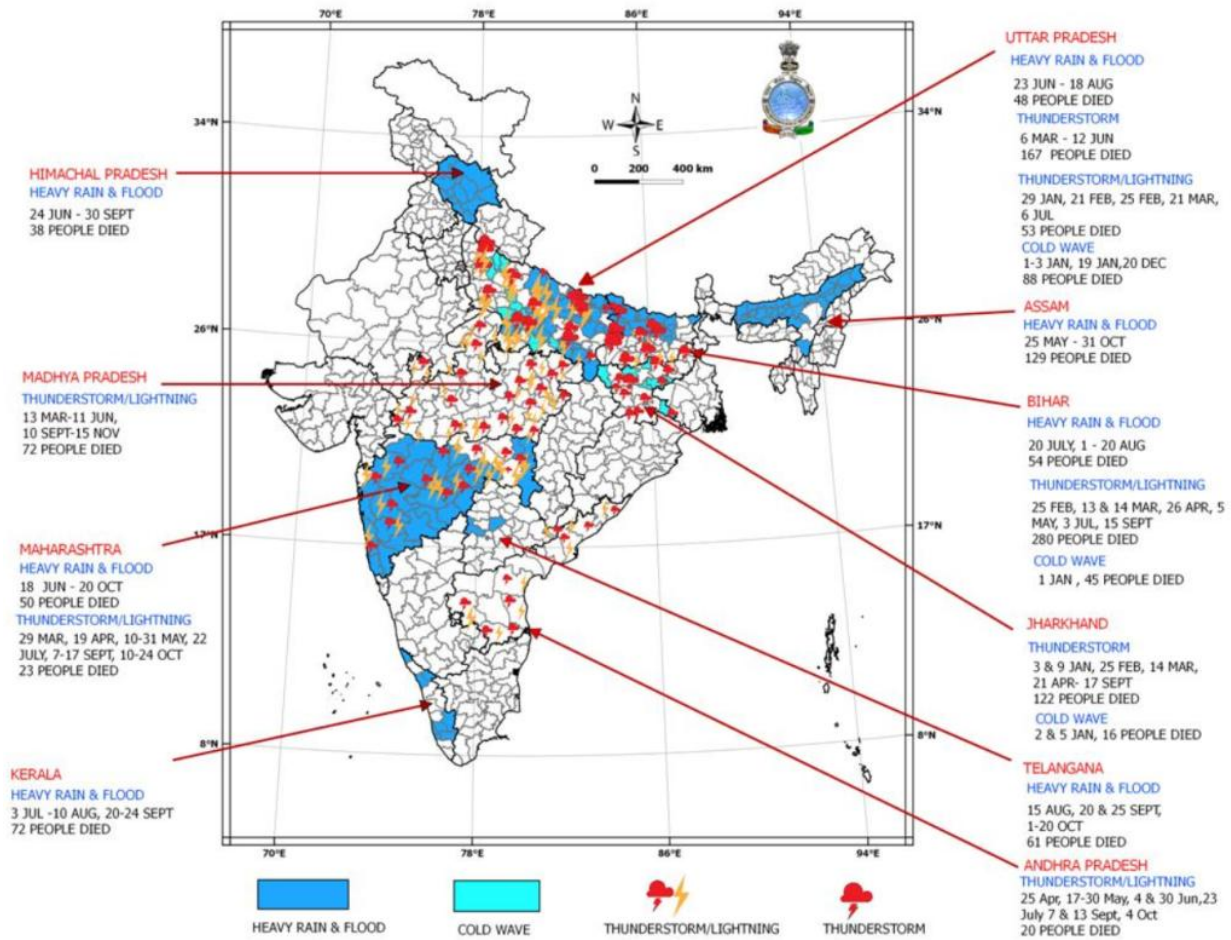 70°E 78°E 86°E 94°E
34°N 34°N
26°N 26°N
17°N 17°N
8°N 8°N
70°E 78°E 86°E 94°E
N
W E
S
0 200 400 km
HIMACHAL PRADESH
HEAVY RAIN & FLOOD
24 JUN - 30 SEPT
38 PEOPLE DIED
MADHYA PRADESH
THUNDERSTORM/LIGHTNING
13 MAR-11 JUN,
10 SEPT-15 NOV
72 PEOPLE DIED
MAHARASHTRA
HEAVY RAIN & FLOOD
18 JUN - 20 OCT
50 PEOPLE DIED
THUNDERSTORM/LIGHTNING
29 MAR, 19 APR, 10-31 MAY, 22
JULY, 7-17 SEPT, 10-24 OCT
23 PEOPLE DIED
KERALA
HEAVY RAIN & FLOOD
3 JUL -10 AUG, 20-24 SEPT
72 PEOPLE DIED
UTTAR PRADESH
HEAVY RAIN & FLOOD
23 JUN - 18 AUG
48 PEOPLE DIED
THUNDERSTORM
6 MAR - 12 JUN
167 PEOPLE DIED
THUNDERSTORM/LIGHTNING
29 JAN, 21 FEB, 25 FEB, 21 MAR,
6 JUL
53 PEOPLE DIED
COLD WAVE
1-3 JAN, 19 JAN,20 DEC
88 PEOPLE DIED
ASSAM
HEAVY RAIN & FLOOD
25 MAY - 31 OCT
129 PEOPLE DIED
BIHAR
HEAVY RAIN & FLOOD
20 JULY, 1 - 20 AUG
54 PEOPLE DIED
THUNDERSTORM/LIGHTNING
25 FEB, 13 & 14 MAR, 26 APR, 5
MAY, 3 JUL, 15 SEPT
280 PEOPLE DIED
COLD WAVE
1 JAN , 45 PEOPLE DIED
JHARKHAND
THUNDERSTORM
3 & 9 JAN, 25 FEB, 14 MAR,
21 APR- 17 SEPT
122 PEOPLE DIED
COLD WAVE
2 & 5 JAN, 16 PEOPLE DIED
TELANGANA
HEAVY RAIN & FLOOD
15 AUG, 20 & 25 SEPT,
1-20 OCT
61 PEOPLE DIED
ANDHRA PRADESH
THUNDERSTORM/LIGHTNING
25 Apr, 17-30 May, 4 & 30 Jun,23
July 7 & 13 Sept, 4 Oct
20 PEOPLE DIED
HEAVY RAIN & FLOOD
COLD WAVE
THUNDERSTORM/LIGHTNING
THUNDERSTORM